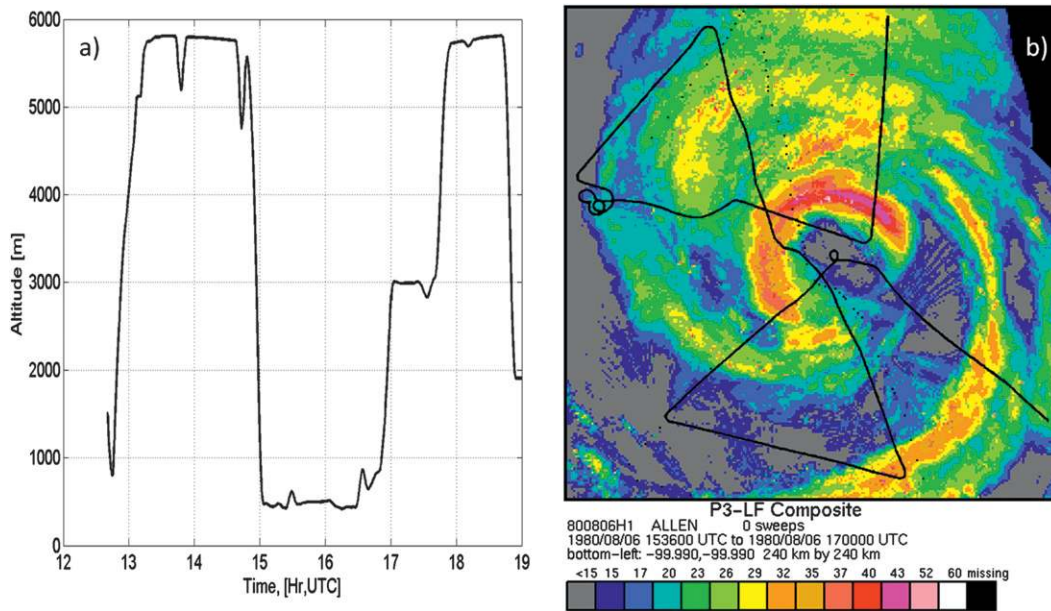 a)
6000
5000
4000
3000
2000
1000
0
Altitude [m]
12 13 14 15 16 17 18 19
Time, [Hr,UTC]
b)
P3-LF Composite
800806H1 ALLEN 0 sweeps
1980/08/06 153600 UTC to 1980/08/06 170000 UTC
bottom-left: -99.990,-99.990 240 km by 240 km
<15 15 17 20 23 26 29 32 35 37 40 43 52 60 missing